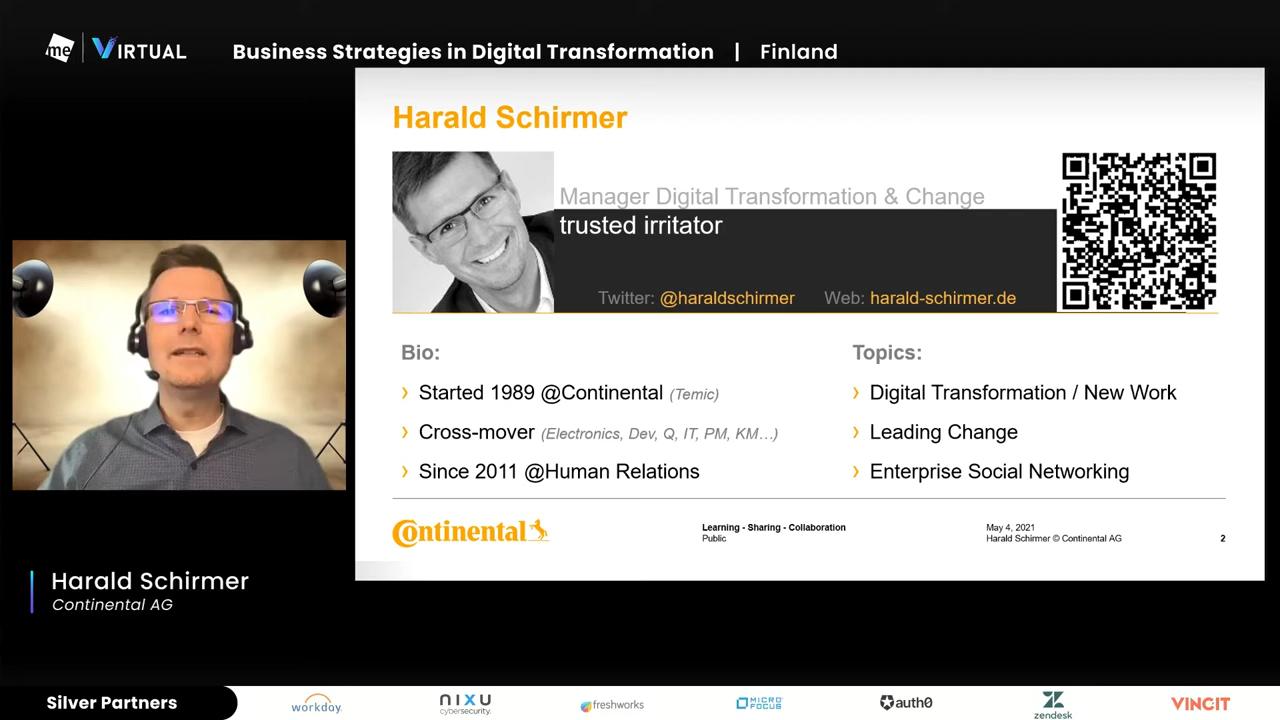 me VIRTUAL Business Strategies in Digital Transformation | Finland
Harald Schirmer
Manager Digital Transformation & Change
trusted irritator
Twitter: @haraldschirmer Web: harald-schirmer.de
Bio:
› Started 1989 @Continental (Temic)
› Cross-mover (Electronics, Dev, Q, IT, PM, KM...)
› Since 2011 @Human Relations
Topics:
› Digital Transformation / New Work
› Leading Change
› Enterprise Social Networking
Continental
Learning - Sharing - Collaboration
Public
May 4, 2021
Harald Schirmer © Continental AG
2
Harald Schirmer
Continental AG
Silver Partners
workday.
NIXU
cybersecurity.
freshworks
MICRO
FOCUS
auth0
zendesk
VINCIT